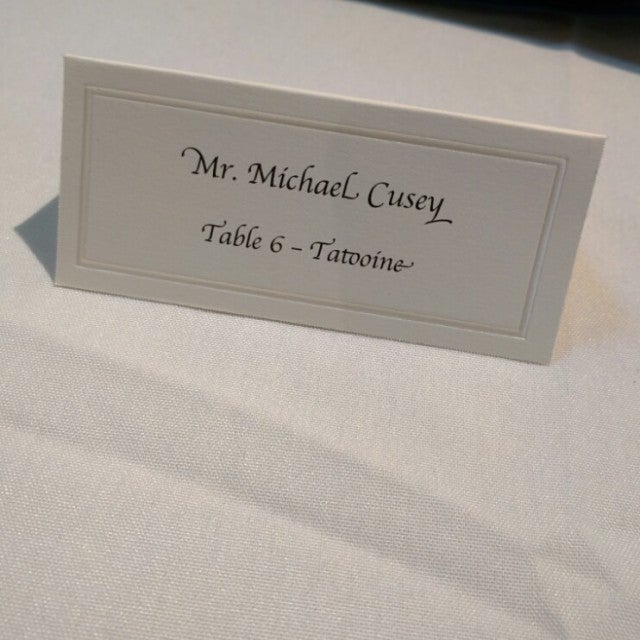 Mr. Michael Cusey
Table 6 – Tatooine